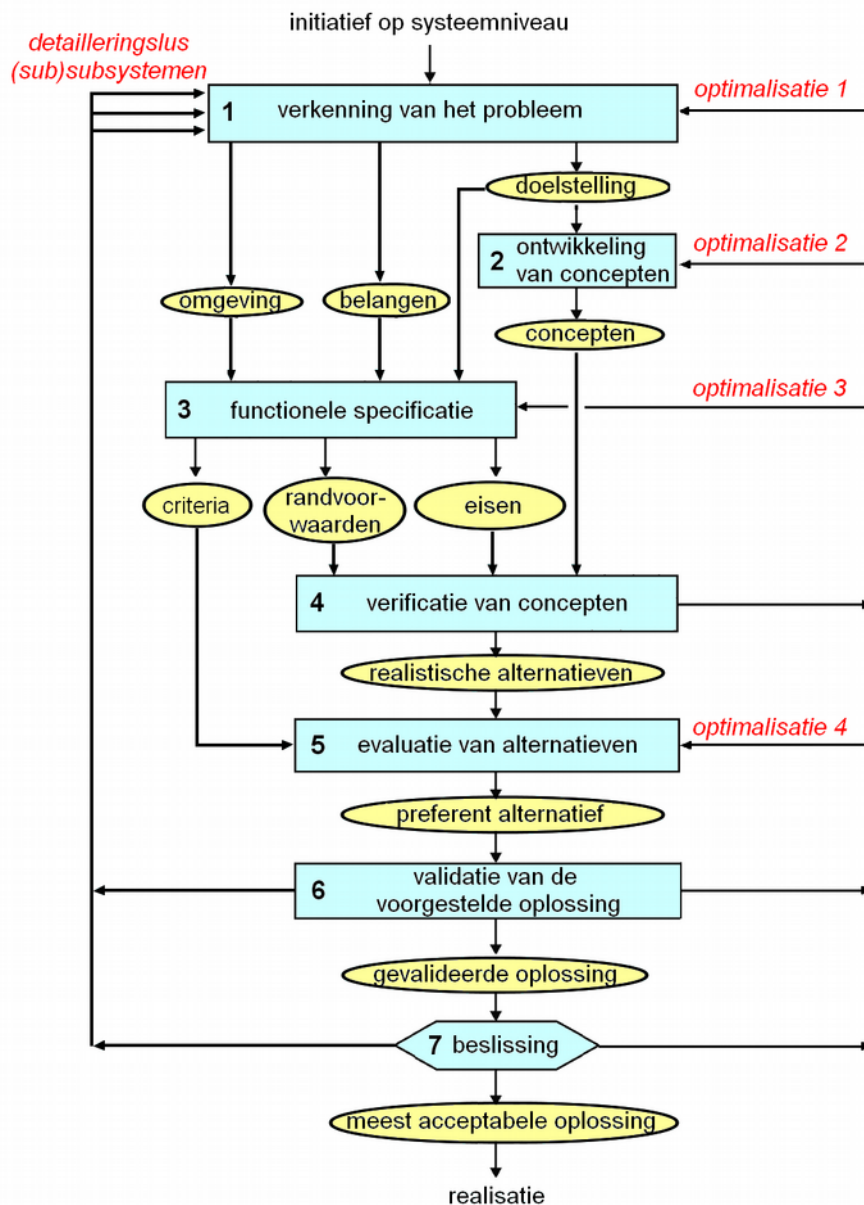 initiatief op systeemniveau
detailleringslus
(sub)subsystemen
optimalisatie 1
1 verkenning van het probleem
doelstelling
optimalisatie 2
2 ontwikkeling
van concepten
omgeving
belangen
concepten
optimalisatie 3
3 functionele specificatie
criteria
randvoor-
waarden
eisen
4 verificatie van concepten
realistische alternatieven
optimalisatie 4
5 evaluatie van alternatieven
preferent alternatief
6 validatie van de
voorgestelde oplossing
gevalideerde oplossing
7 beslissing
meest acceptabele oplossing
realisatie